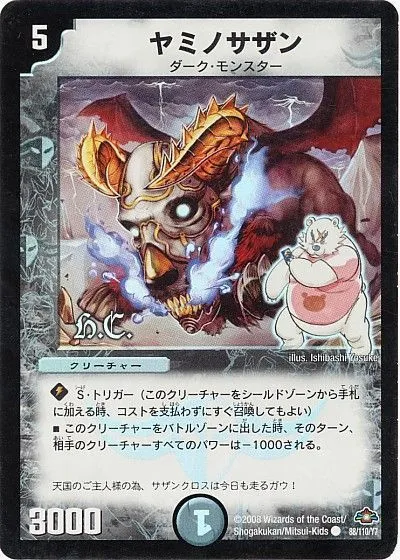 5
ヤミノサザン
ダーク・モンスター
H.C.
illus. Ishibashi Yosuke
クリーチャー
S・トリガー（このクリーチャーをシールドゾーンから手札
に加える時、コストを支払わずにすぐ召喚してもよい）
■ このクリーチャーをバトルゾーンに出した時、そのターン、
相手のクリーチャーすべてのパワーは－1000される。
天国のご主人様の為、サザンクロスは今日も走るガウ！
3000
1
©2008 Wizards of the Coast/
Shogakukan/Mitsui-Kids ● 88/110/Y7